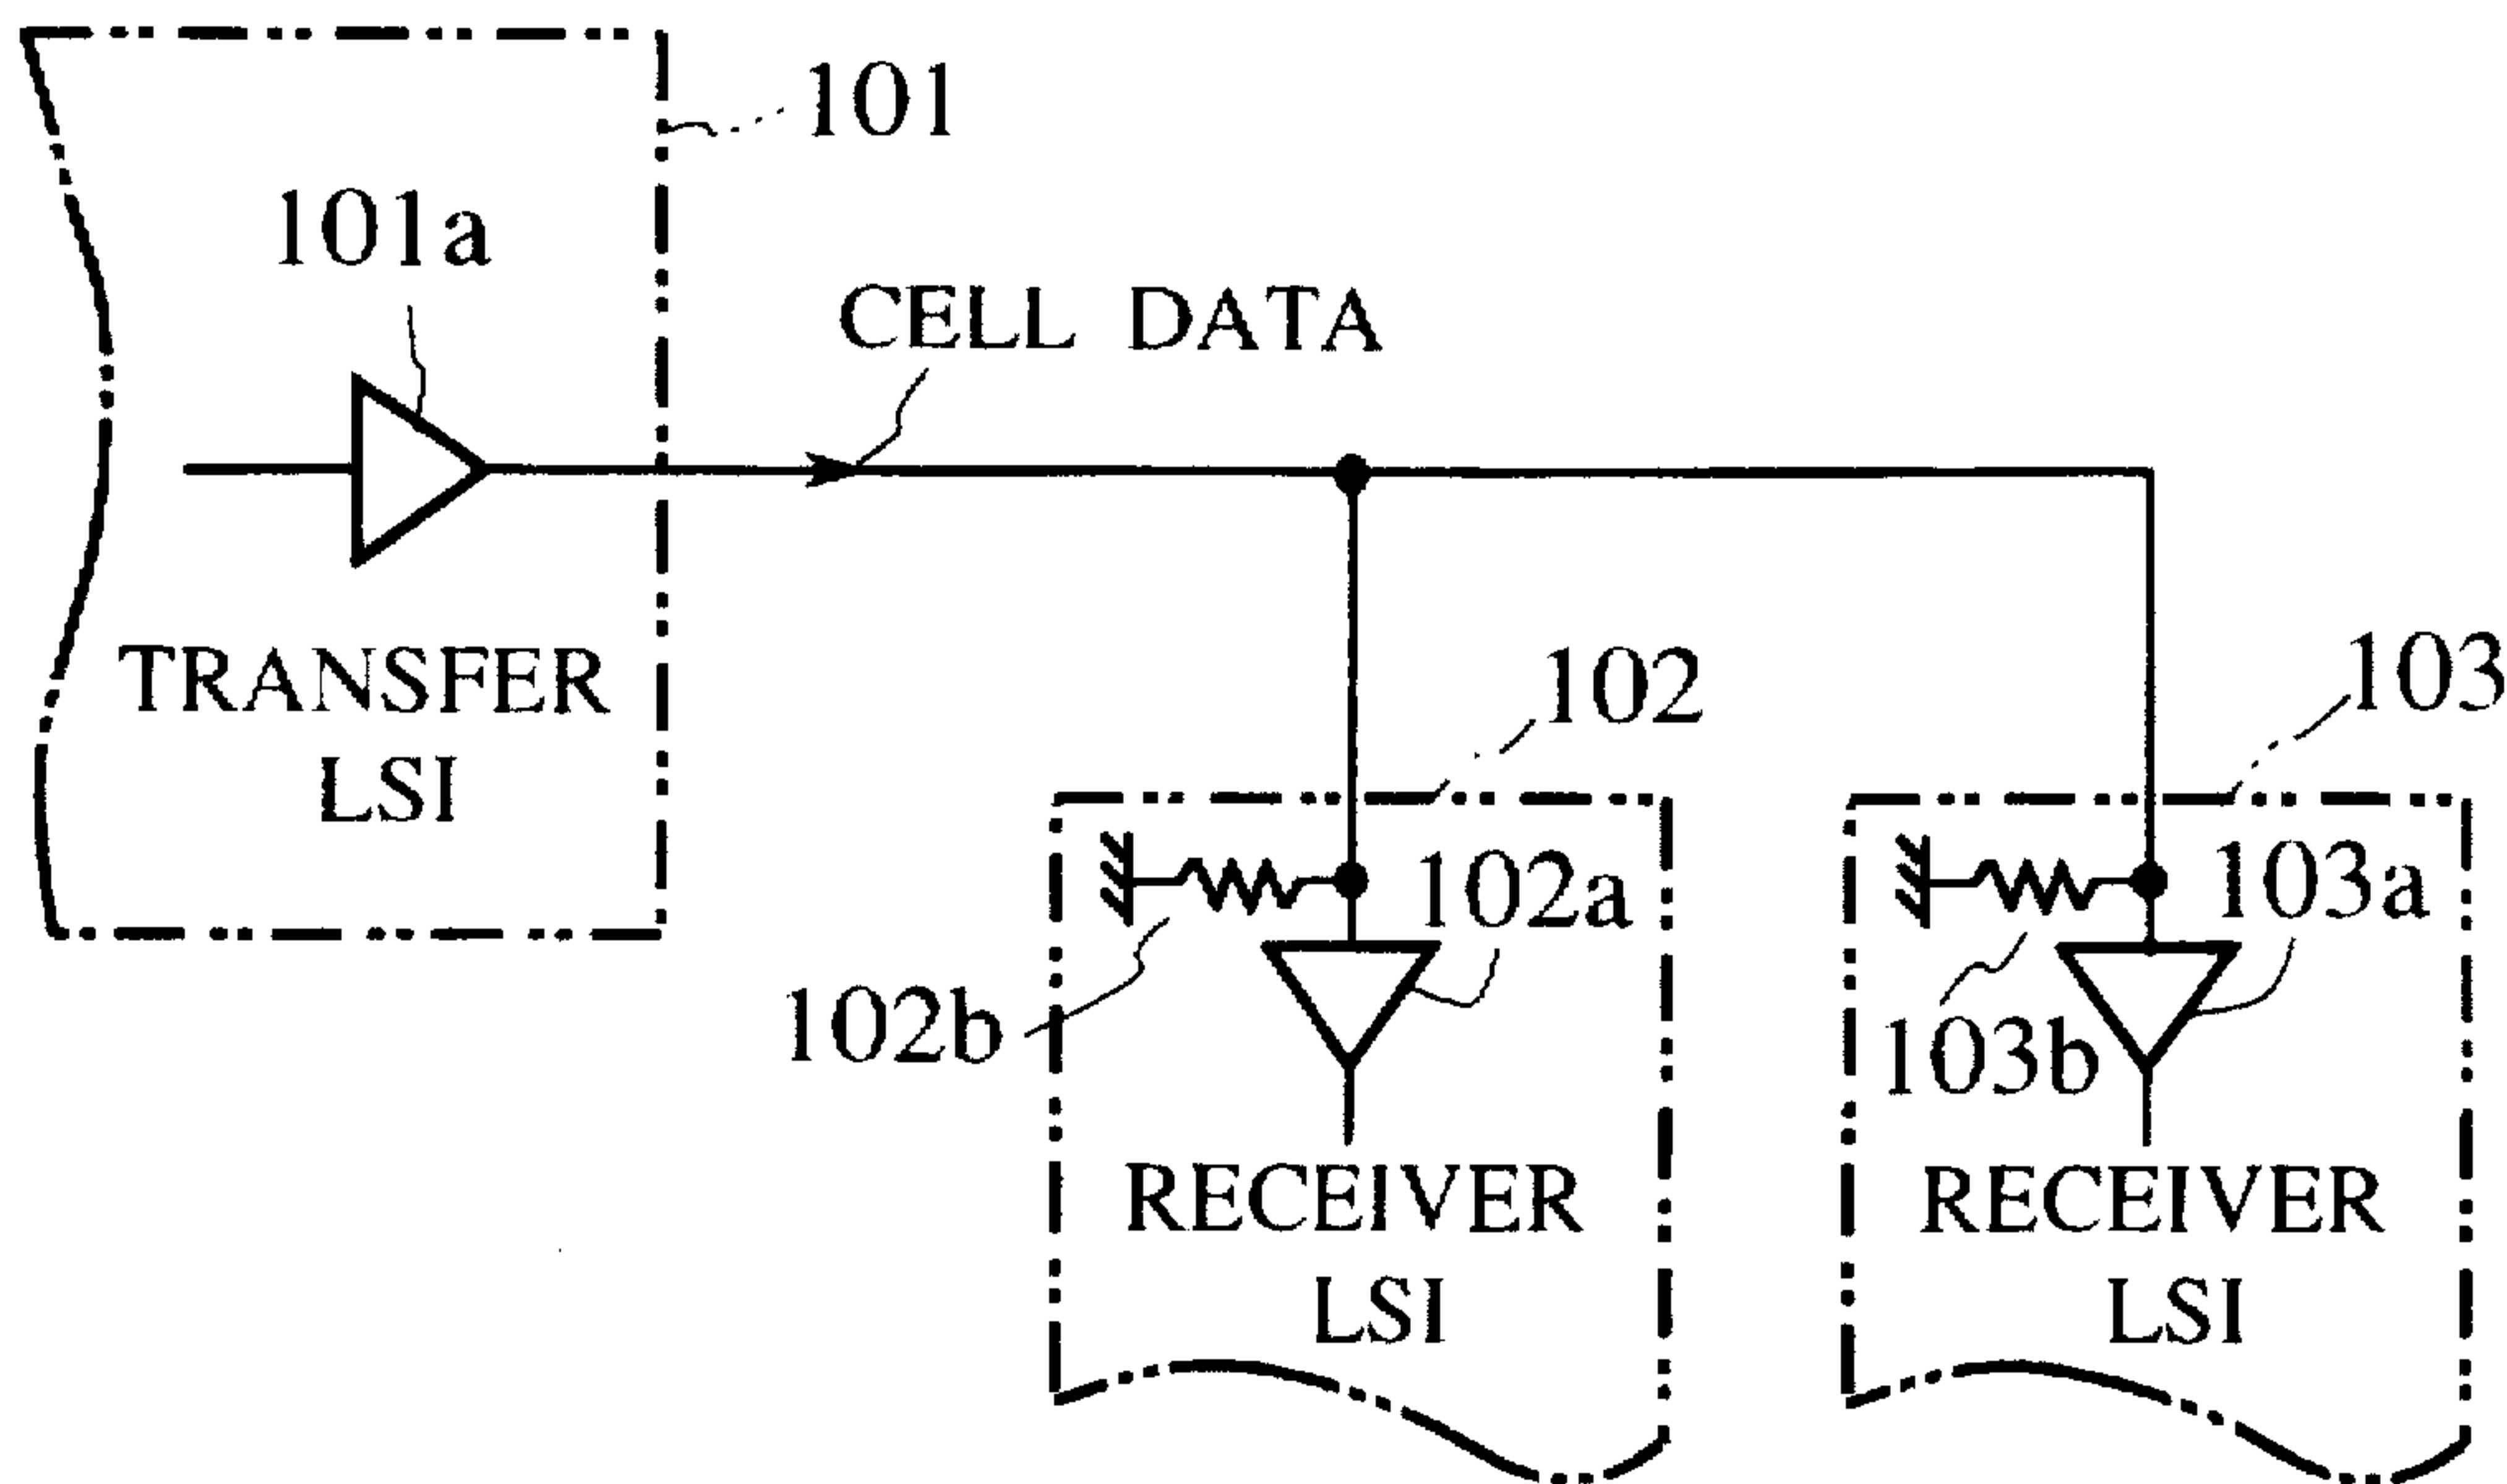 101
101a
CELL DATA
TRANSFER
LSI
102
103
102a
103a
102b
103b
RECEIVER
LSI
RECEIVER
LSI